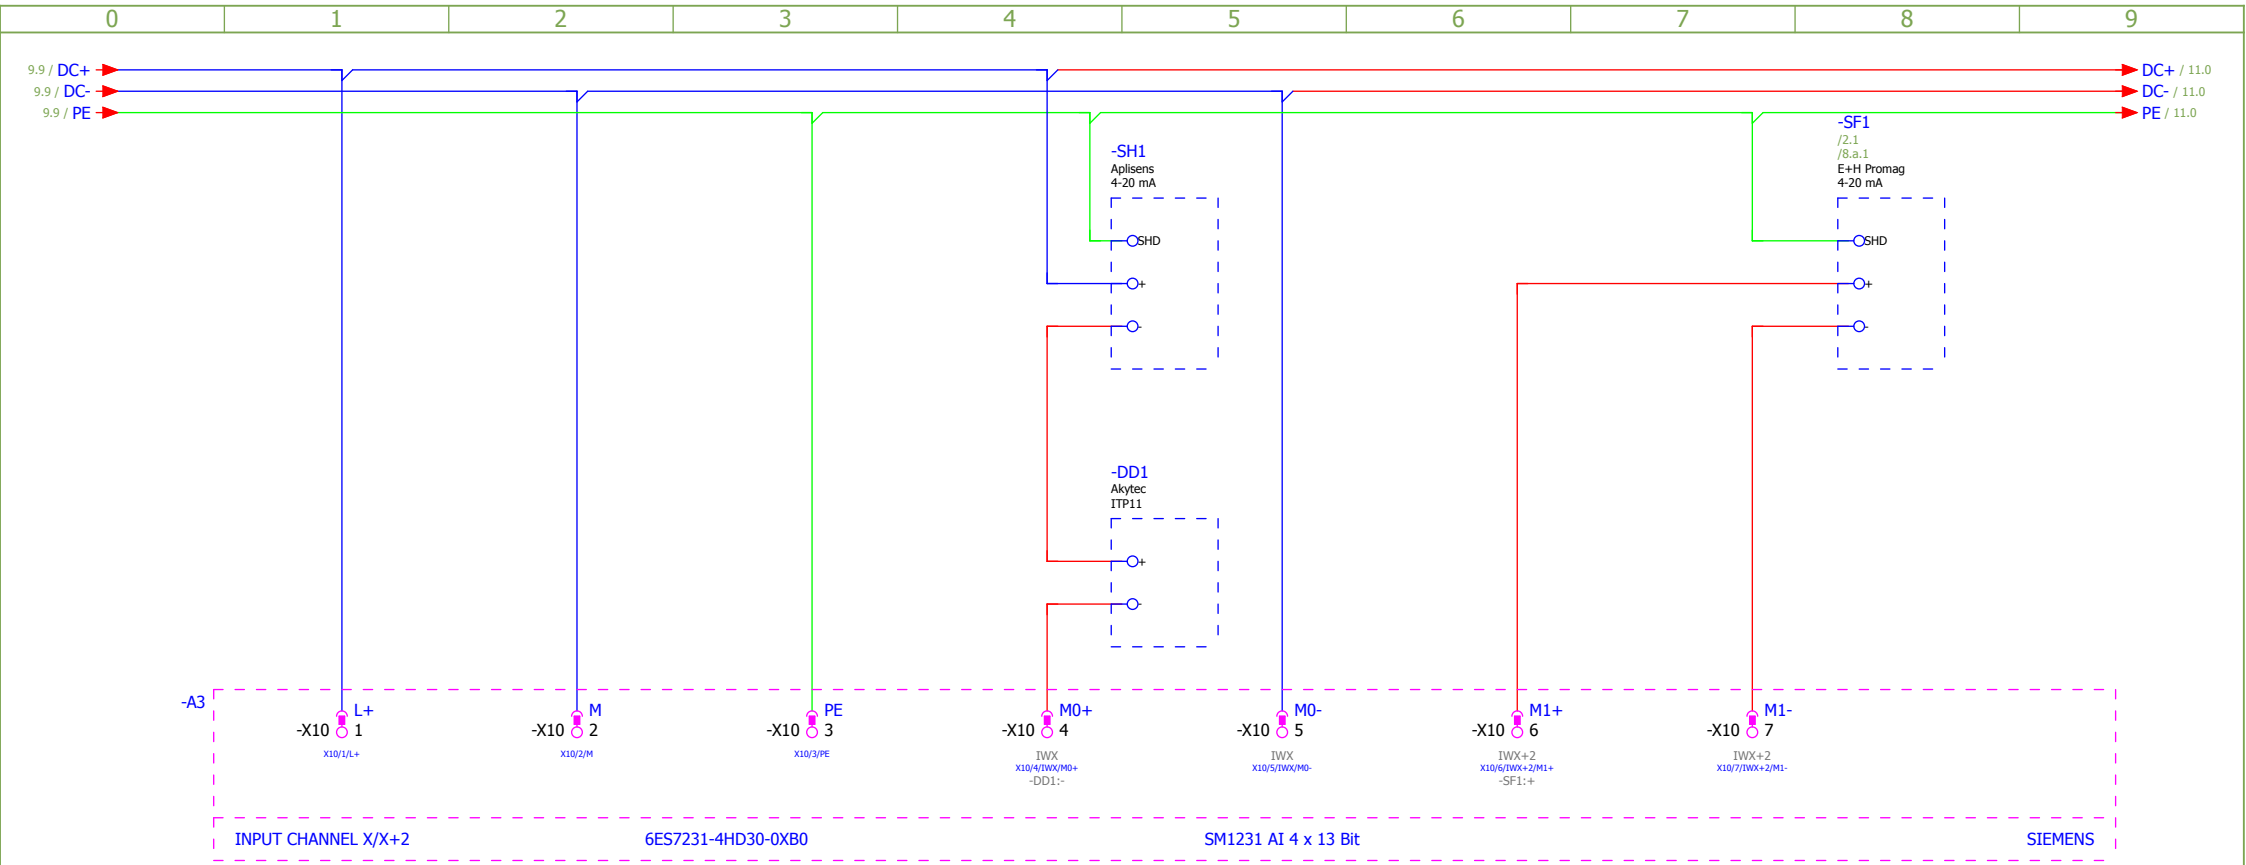 0 1 2 3 4 5 6 7 8 9
9.9 / DC+
DC+ / 11.0
9.9 / DC-
DC- / 11.0
9.9 / PE
PE / 11.0
-SH1
Aplisens
4-20 mA
SHD
+
-
-SF1
/2.1
/8.a.1
E+H Promag
4-20 mA
SHD
+
-
-DD1
Akytec
ITP11
+
-
-A3
L+
-X10 1
X10/1/L+
M
-X10 2
X10/2/M
PE
-X10 3
X10/3/PE
M0+
-X10 4
IWX
X10/4/IWX/M0+
-DD1:-
M0-
-X10 5
IWX
X10/5/IWX/M0-
M1+
-X10 6
IWX+2
X10/6/IWX+2/M1+
-SF1:+
M1-
-X10 7
IWX+2
X10/7/IWX+2/M1-
INPUT CHANNEL X/X+2 6ES7231-4HD30-0XB0 SM1231 AI 4 x 13 Bit SIEMENS